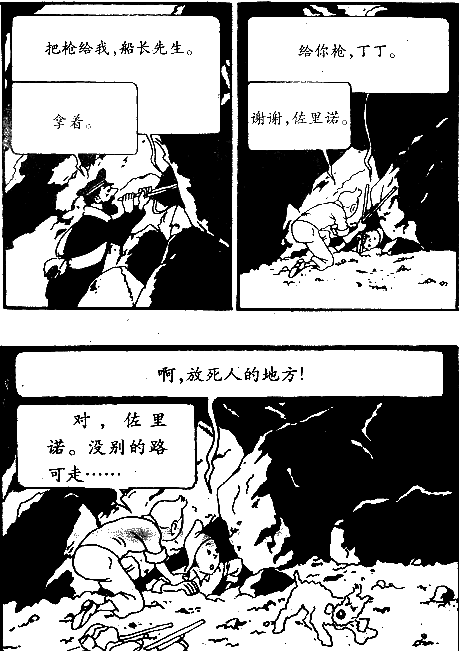 把枪给我,船长先生。
拿着。
给你枪,丁丁。
谢谢,佐里诺。
啊,放死人的地方!
对，佐里
诺。没别的路
可走……